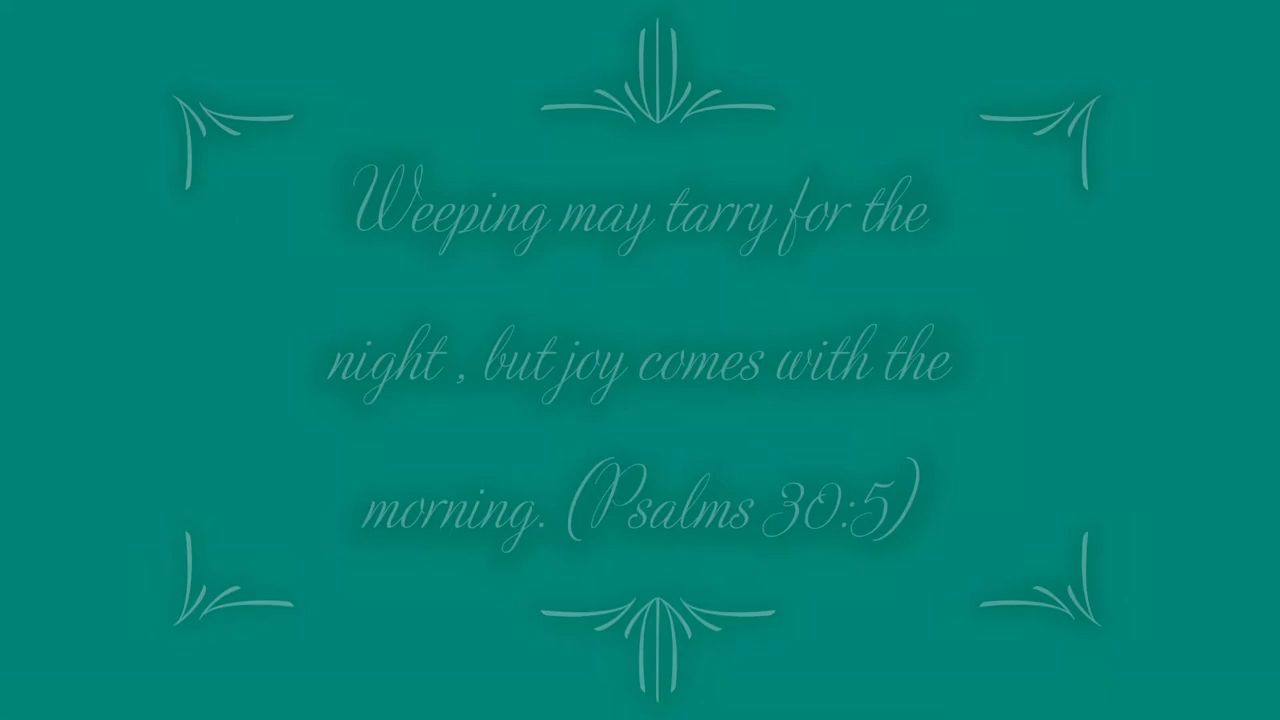 Weeping may tarry for the
night , but joy comes with the
morning. (Psalms 30:5)